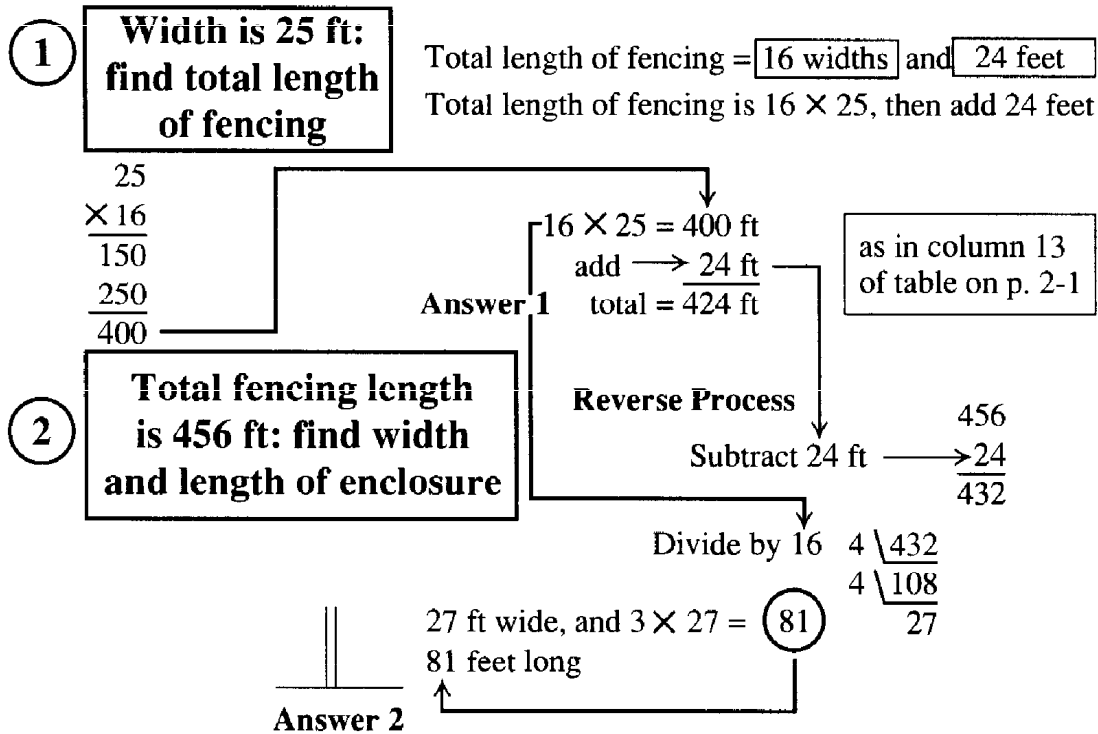 1
Width is 25 ft:
find total length
of fencing
Total length of fencing = 16 widths and 24 feet
Total length of fencing is 16 × 25, then add 24 feet
25
× 16
150
250
400
16 × 25 = 400 ft
add → 24 ft
Answer 1 total = 424 ft
as in column 13
of table on p. 2-1
2
Total fencing length
is 456 ft: find width
and length of enclosure
Reverse Process
Subtract 24 ft → 24
456
432
Divide by 16 4 \432
4 \108
27
27 ft wide, and 3 × 27 = 81
81 feet long
Answer 2